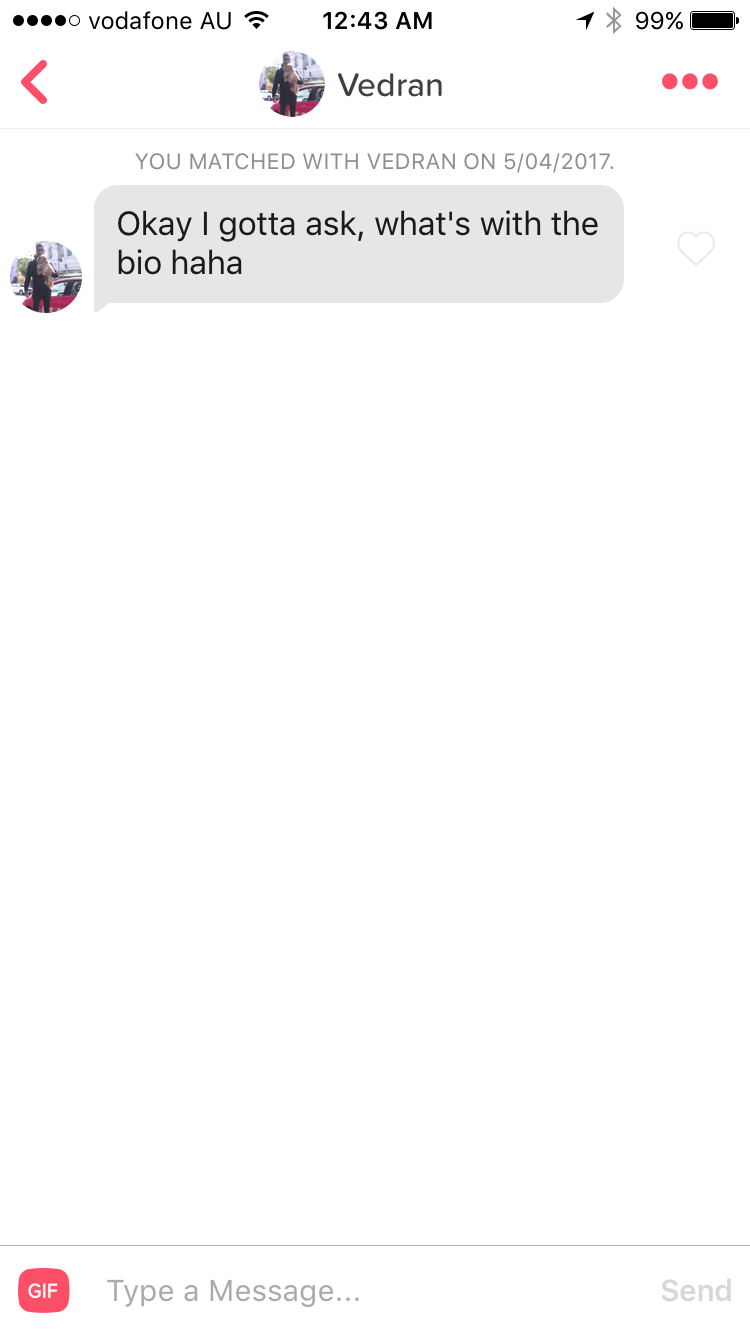 vodafone AU 12:43 AM 99%
Vedran
YOU MATCHED WITH VEDRAN ON 5/04/2017.
Okay I gotta ask, what's with the
bio haha
GIF Type a Message... Send